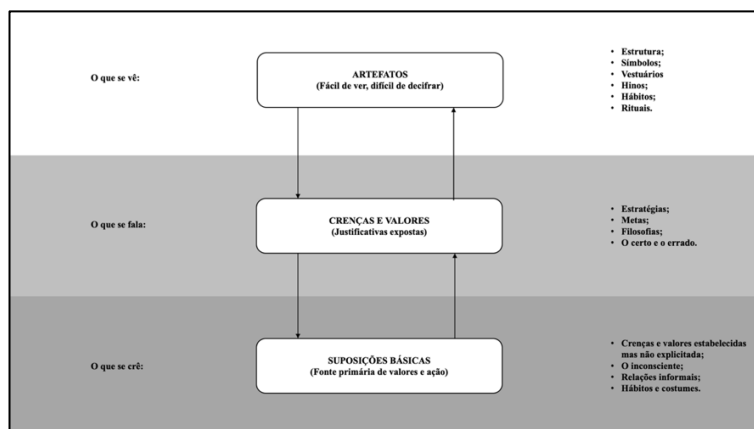 O que se vê:
ARTEFATOS
(Fácil de ver, difícil de decifrar)
• Estrutura;
• Símbolos;
• Vestuários
• Hinos;
• Hábitos;
• Rituais.
O que se fala:
CRENÇAS E VALORES
(Justificativas expostas)
• Estratégias;
• Metas;
• Filosofias;
• O certo e o errado.
O que se crê:
SUPOSIÇÕES BÁSICAS
(Fonte primária de valores e ação)
• Crenças e valores estabelecidas
mas não explicitada;
• O inconsciente;
• Relações informais;
• Hábitos e costumes.